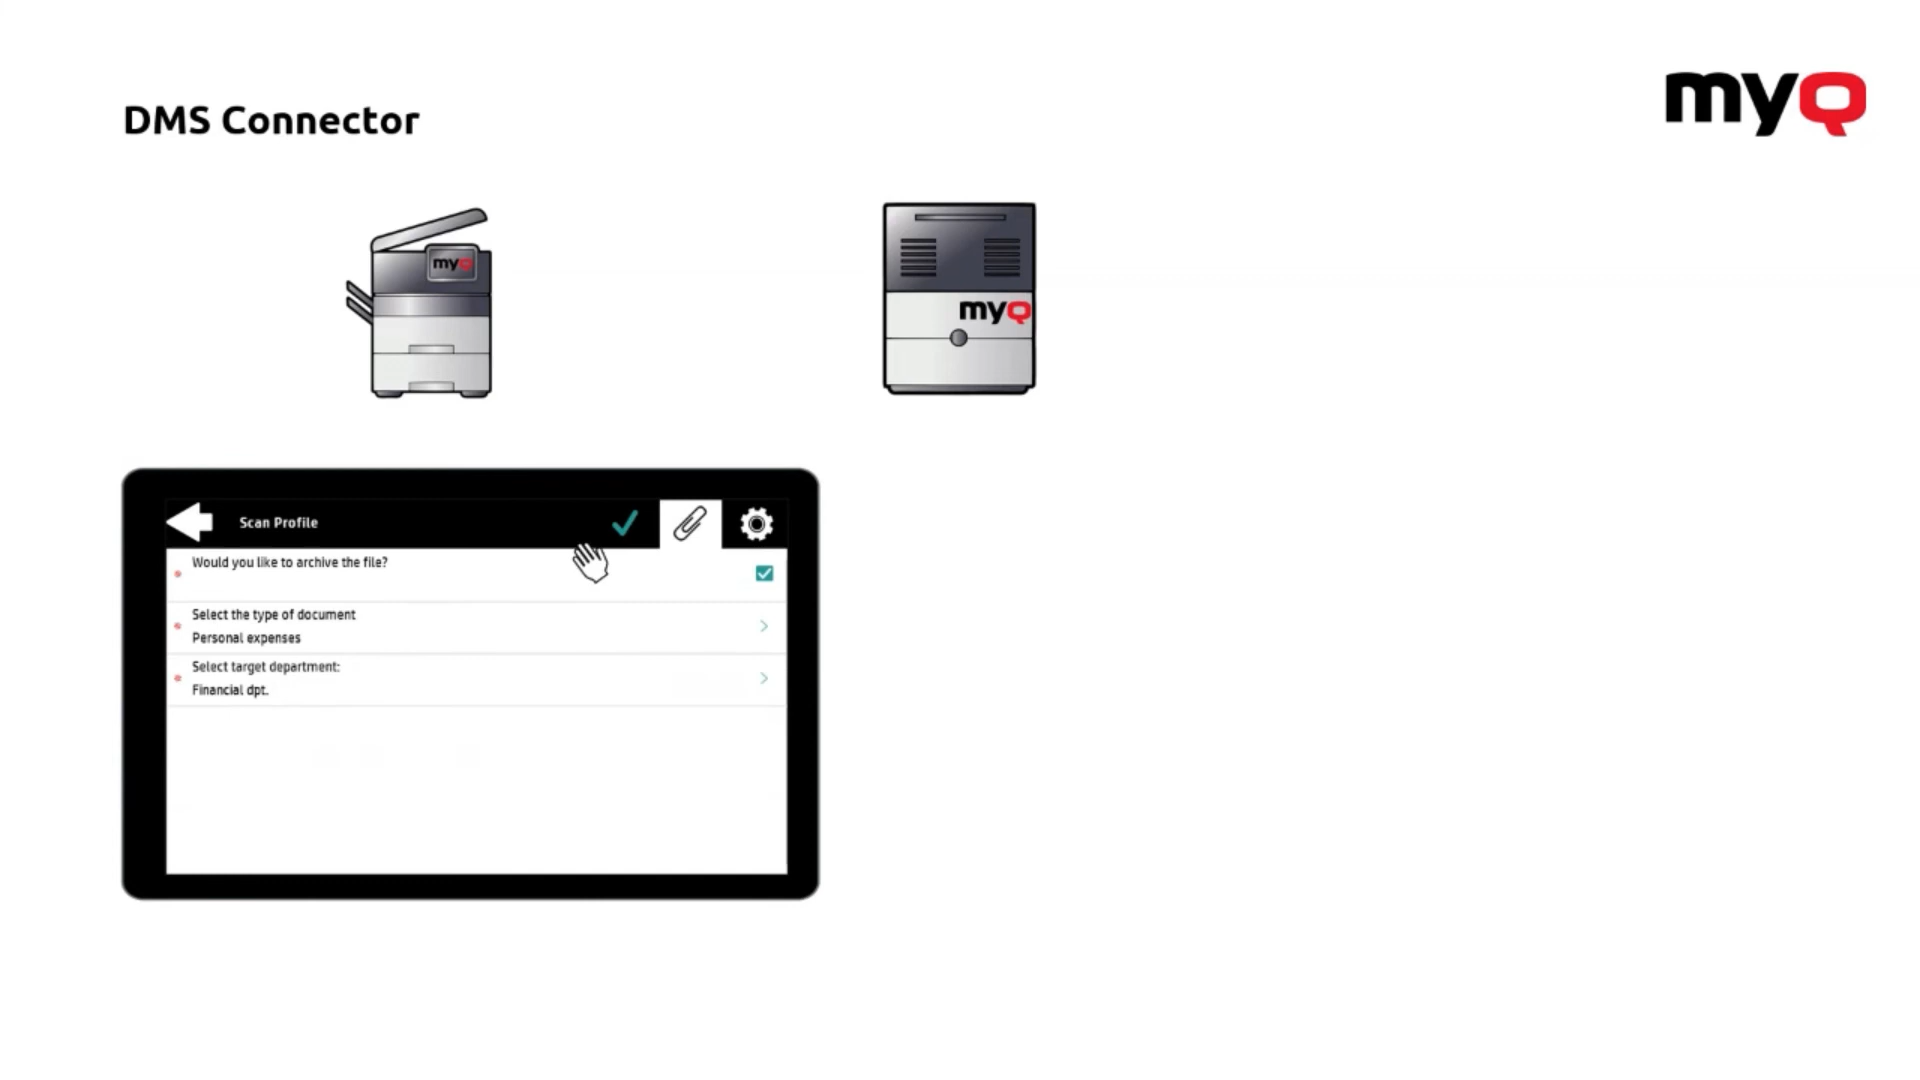 DMS Connector
myQ
myQ
myQ
Scan Profile
Would you like to archive the file?
Select the type of document
Personal expenses
Select target department:
Financial dpt.